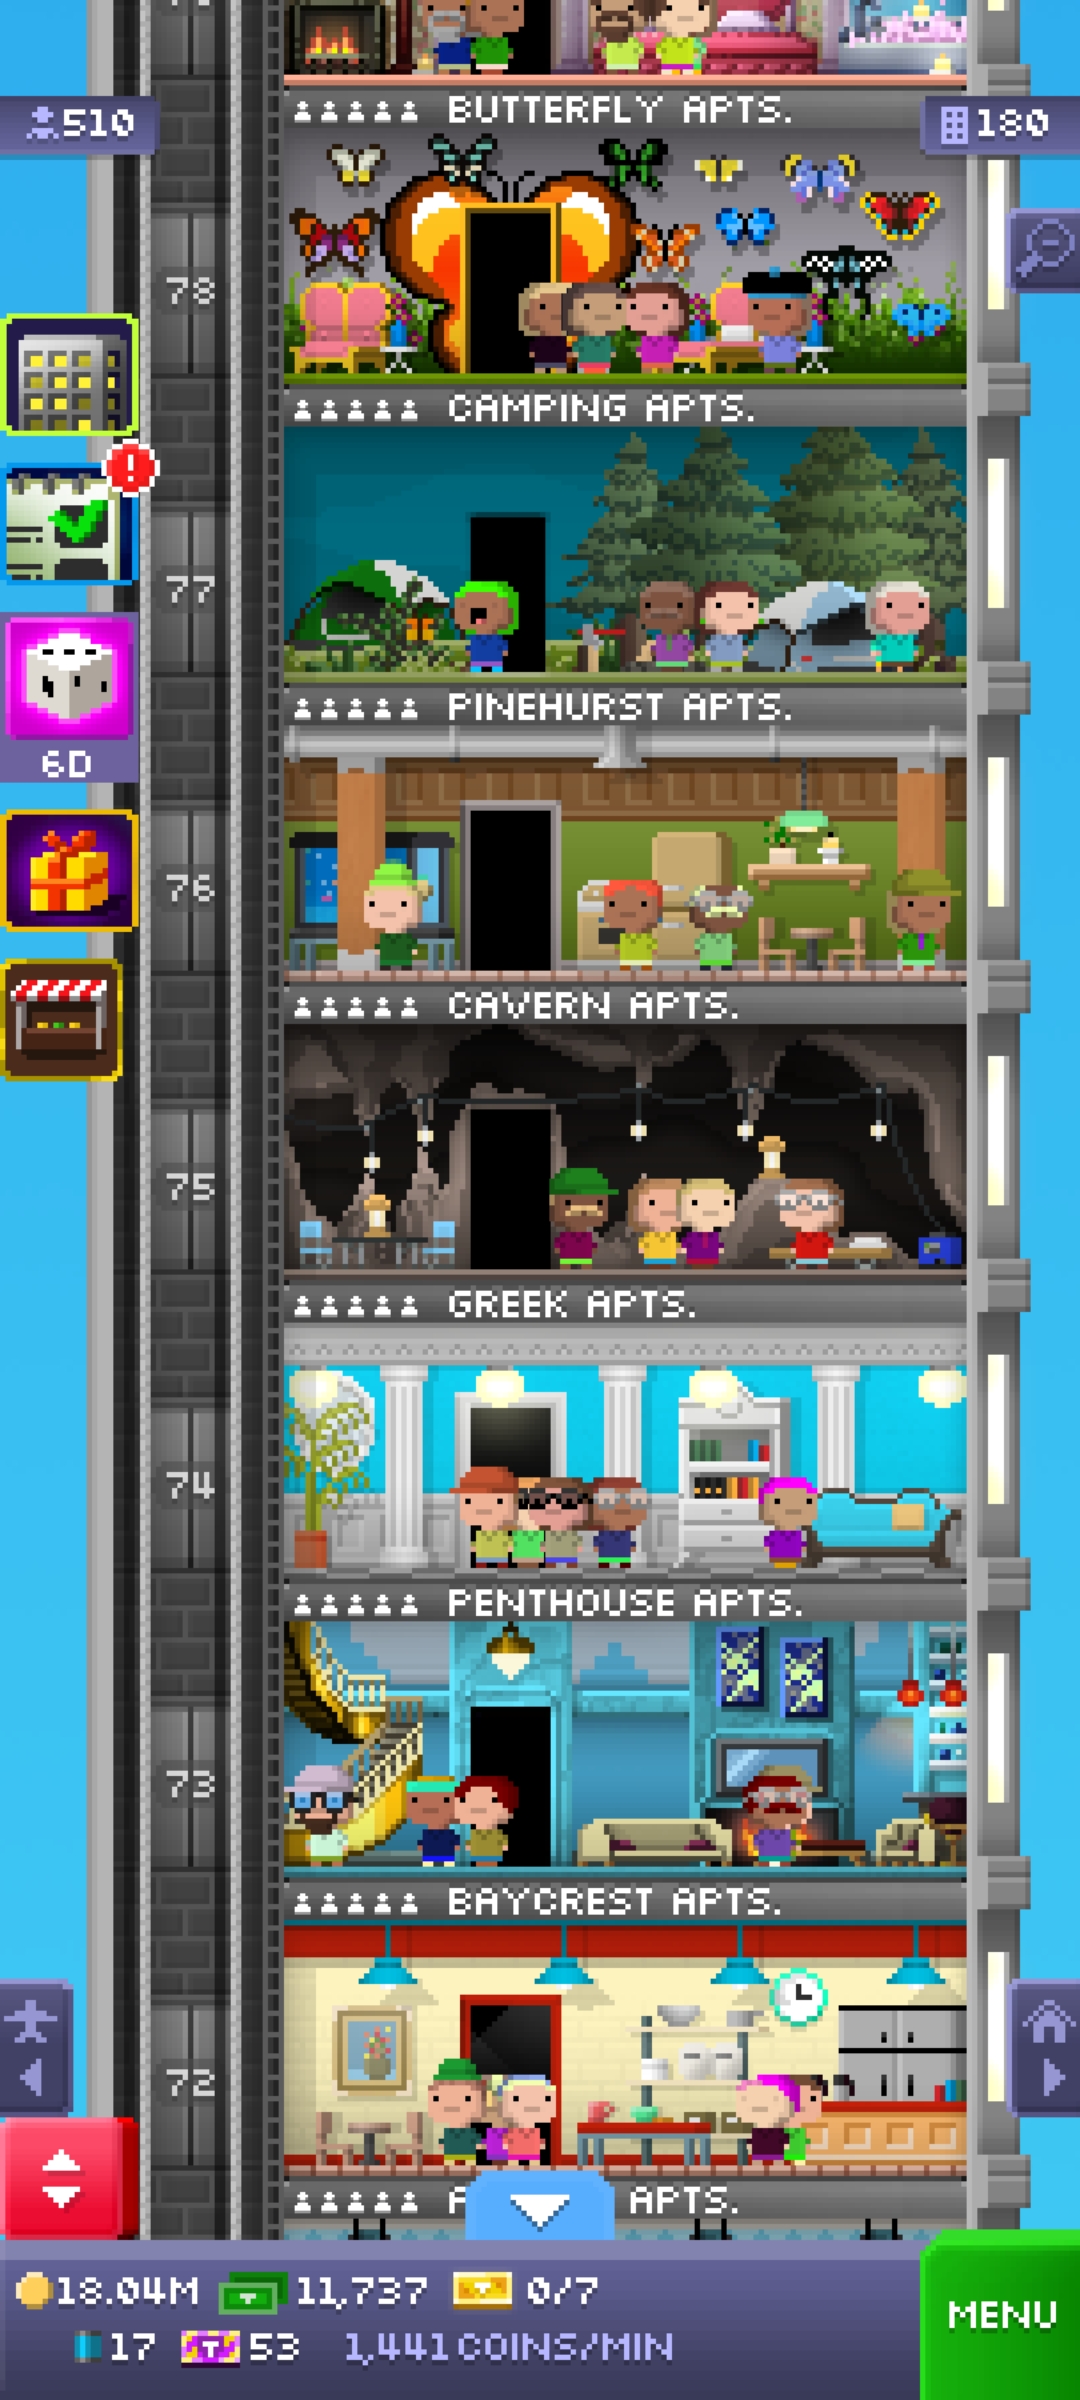 BUTTERFLY APTS.
510
180
78
CAMPING APTS.
77
PINEHURST APTS.
6D
76
CAVERN APTS.
75
GREEK APTS.
74
PENTHOUSE APTS.
73
BAYCREST APTS.
72
APTS.
18.04M 11,737 0/7
MENU
17 53 1,441 COINS/MIN